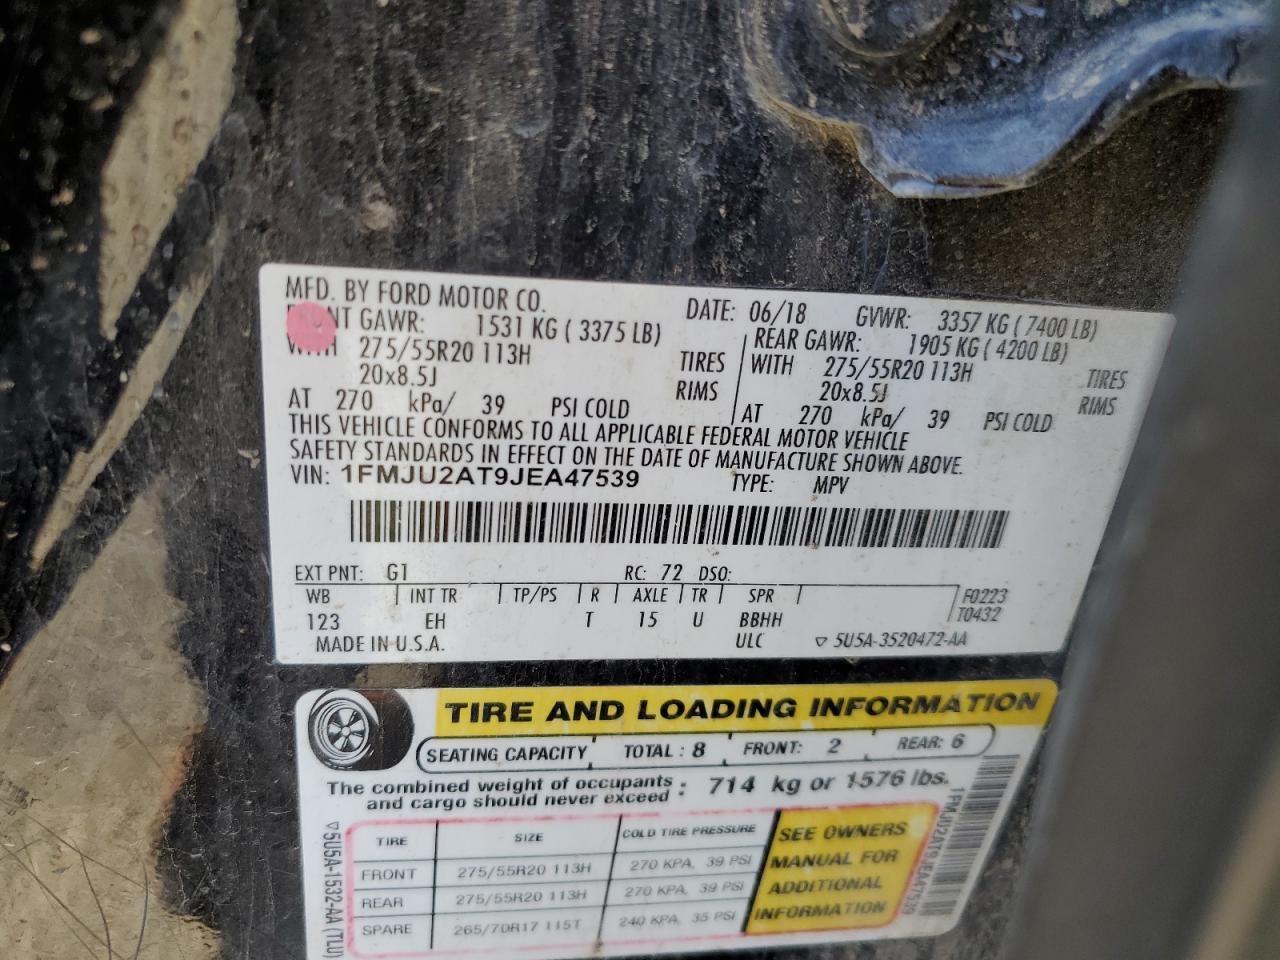 MFD. BY FORD MOTOR CO.
DATE: 06/18 GVWR: 3357 KG ( 7400 LB)
NT GAWR: 1531 KG ( 3375 LB) REAR GAWR: 1905 KG ( 4200 LB)
WITH 275/55R20 113H TIRES WITH 275/55R20 113H TIRES
20x8.5J RIMS 20x8.5J RIMS
AT 270 kPa/ 39 PSI COLD AT 270 kPa/ 39 PSI COLD
THIS VEHICLE CONFORMS TO ALL APPLICABLE FEDERAL MOTOR VEHICLE
SAFETY STANDARDS IN EFFECT ON THE DATE OF MANUFACTURE SHOWN ABOVE.
VIN: 1FMJU2AT9JEA47539 TYPE: MPV
EXT PNT: G1 RC: 72 DSO:
WB INT TR TP/PS R AXLE TR SPR F0223
123 EH T 15 U BBHH T0432
MADE IN U.S.A. ULC 5U5A-3520472-AA
TIRE AND LOADING INFORMATION
SEATING CAPACITY TOTAL : 8 FRONT: 2 REAR: 6
The combined weight of occupants and cargo should never exceed : 714 kg or 1576 lbs.
TIRE SIZE COLD TIRE PRESSURE
FRONT 275/55R20 113H 270 KPA, 39 PSI
REAR 275/55R20 113H 270 KPA, 39 PSI
SPARE 265/70R17 115T 240 KPA, 35 PSI
SEE OWNERS
MANUAL FOR
ADDITIONAL
INFORMATION
5U5A-1532-AA (TLU)
1FMJU2AT9JEA47539